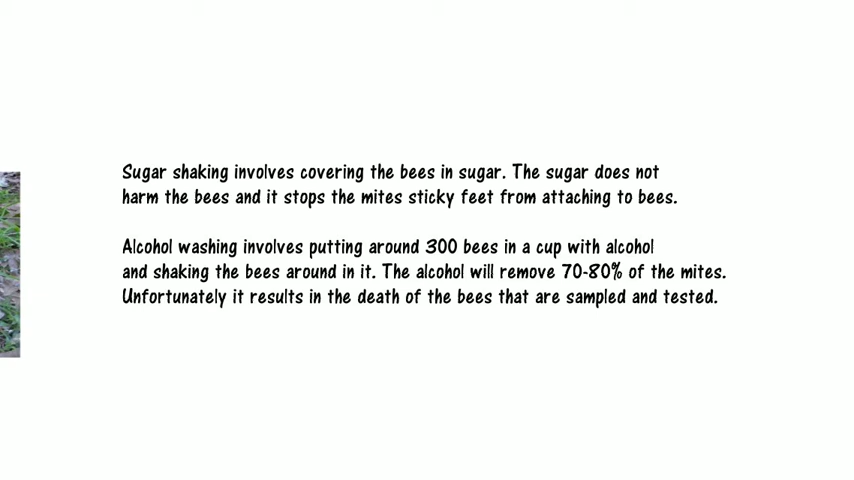 Sugar shaking involves covering the bees in sugar. The sugar does not
harm the bees and it stops the mites sticky feet from attaching to bees.
Alcohol washing involves putting around 300 bees in a cup with alcohol
and shaking the bees around in it. The alcohol will remove 70-80% of the mites.
Unfortunately it results in the death of the bees that are sampled and tested.